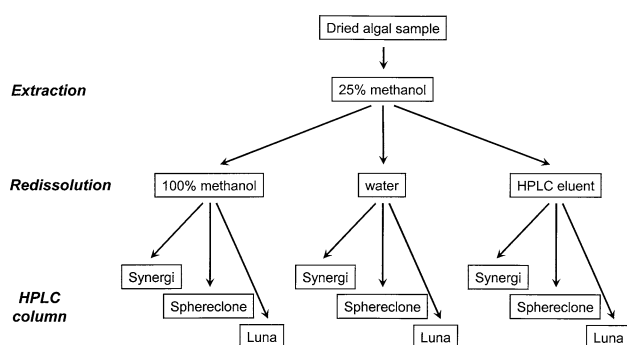 Dried algal sample
Extraction
25% methanol
Redissolution
100% methanol
water
HPLC eluent
Synergi
Synergi
Synergi
HPLC
column
Sphereclone
Sphereclone
Sphereclone
Luna
Luna
Luna